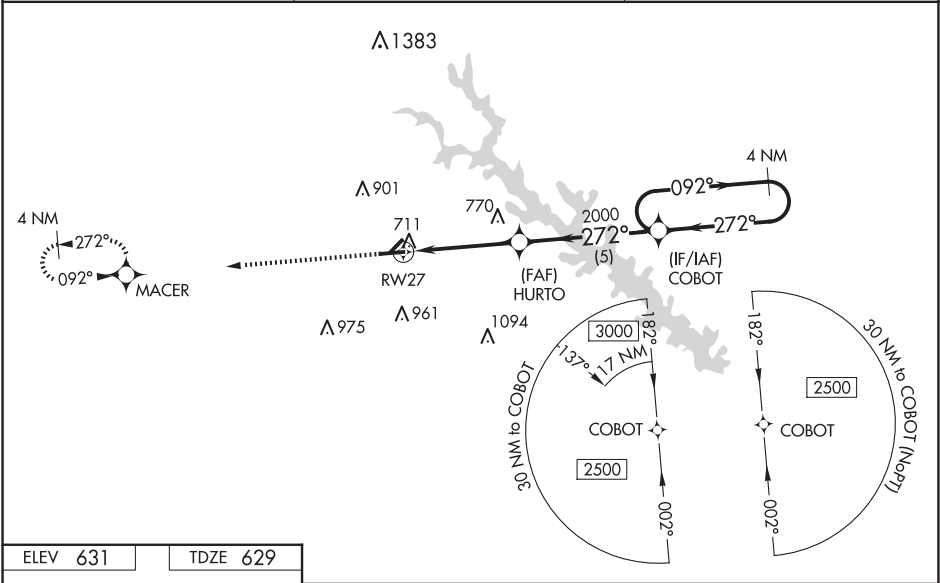 1383
4 NM
092°
901
770
2000
272°
711
4 NM
272°
272°
(5)
(IF/IAF)
COBOT
092°
MACER
RW27
(FAF)
HURTO
975
961
1094
30 NM to COBOT
3000
182°
137°
17 NM
COBOT
2500
002°
182°
30 NM to COBOT (NoPT)
2500
COBOT
002°
ELEV 631
TDZE 629